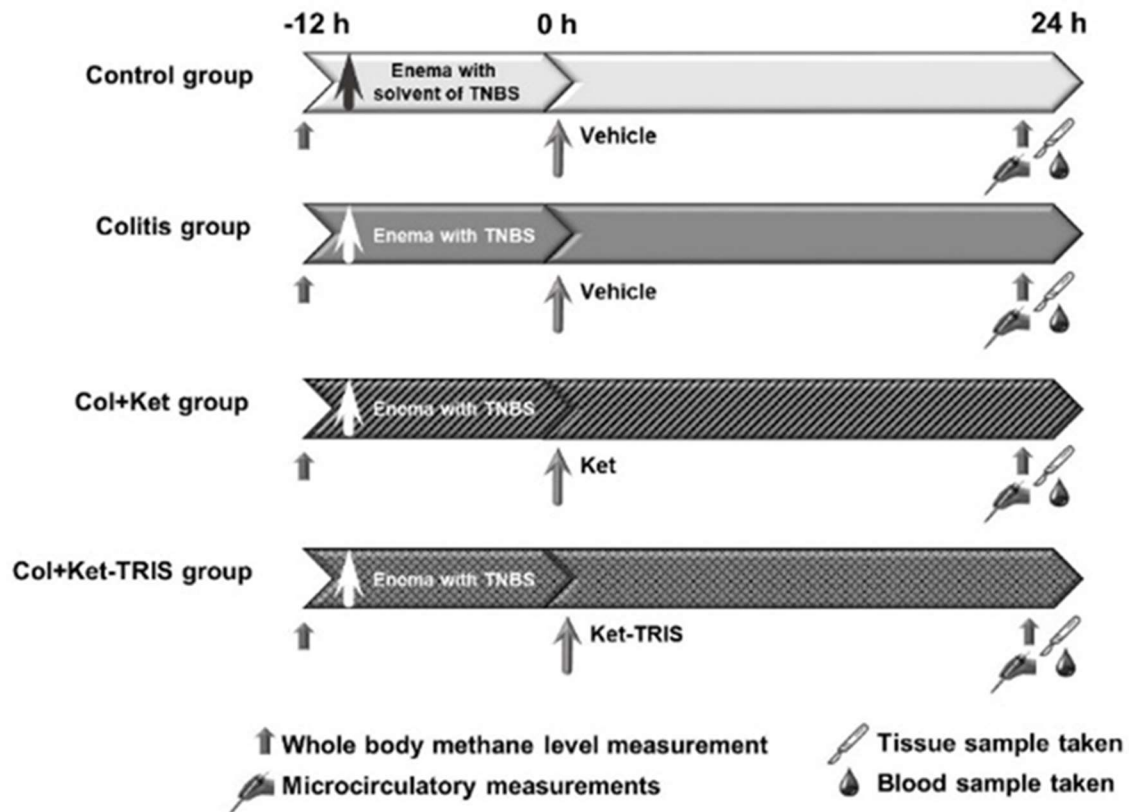 -12 h 0 h 24 h
Control group
Enema with
solvent of TNBS
Vehicle
Colitis group
Enema with TNBS
Vehicle
Col+Ket group
Enema with TNBS
Ket
Col+Ket-TRIS group
Enema with TNBS
Ket-TRIS
Whole body methane level measurement
Tissue sample taken
Microcirculatory measurements
Blood sample taken